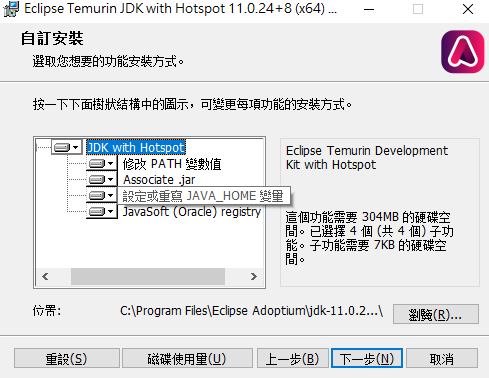 Eclipse Temurin JDK with Hotspot 11.0.24+8 (x64) ...
自訂安裝
選取您想要的功能安裝方式。
按一下下面樹狀結構中的圖示，可變更每項功能的安裝方式。
JDK with Hotspot
修改 PATH 變數值
Associate .jar
設定或重寫 JAVA_HOME 變量
JavaSoft (Oracle) registry
Eclipse Temurin Development
Kit with Hotspot
這個功能需要 304MB 的硬碟空
間。已選擇 4 個 (共 4 個) 子功
能。子功能需要 7KB 的硬碟空
間。
位置:
C:\Program Files\Eclipse Adoptium\jdk-11.0.2...\
瀏覽(R)...
重設(S)
磁碟使用量(U)
上一步(B)
下一步(N)
取消